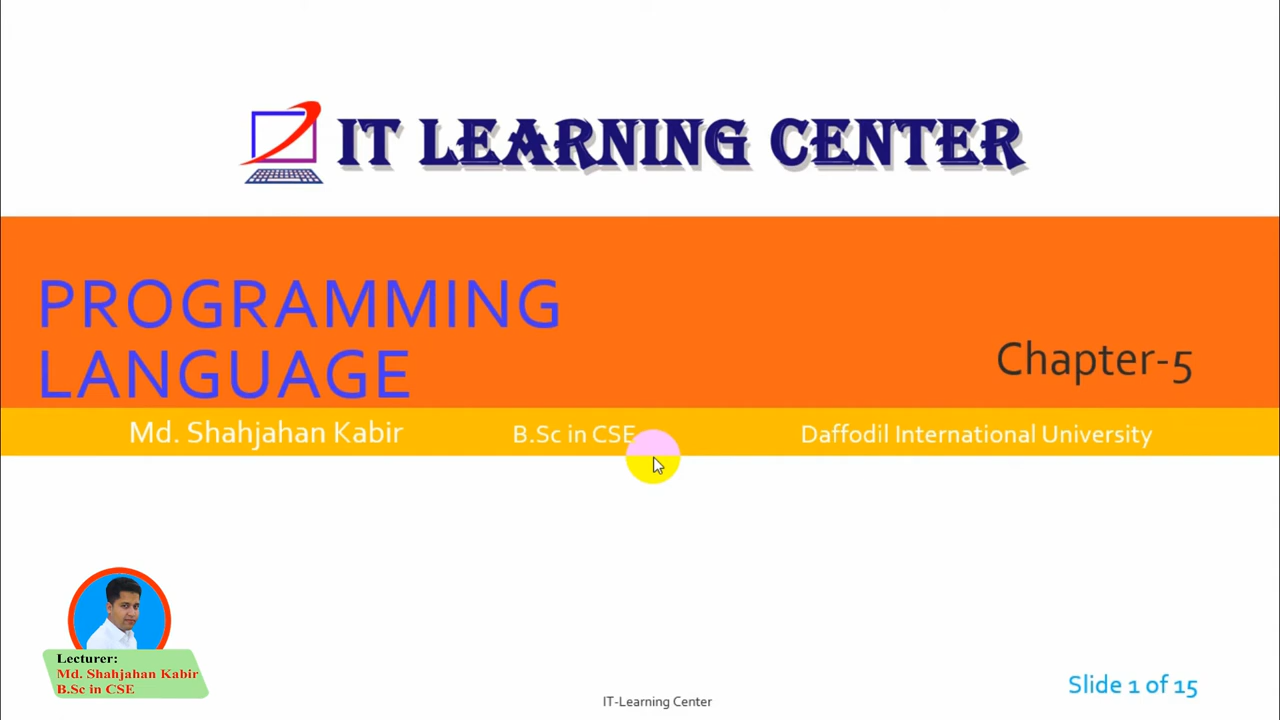 IT LEARNING CENTER
PROGRAMMING
LANGUAGE
Chapter-5
Md. Shahjahan Kabir B.Sc in CSE Daffodil International University
Lecturer:
Md. Shahjahan Kabir
B.Sc in CSE
IT-Learning Center
Slide 1 of 15